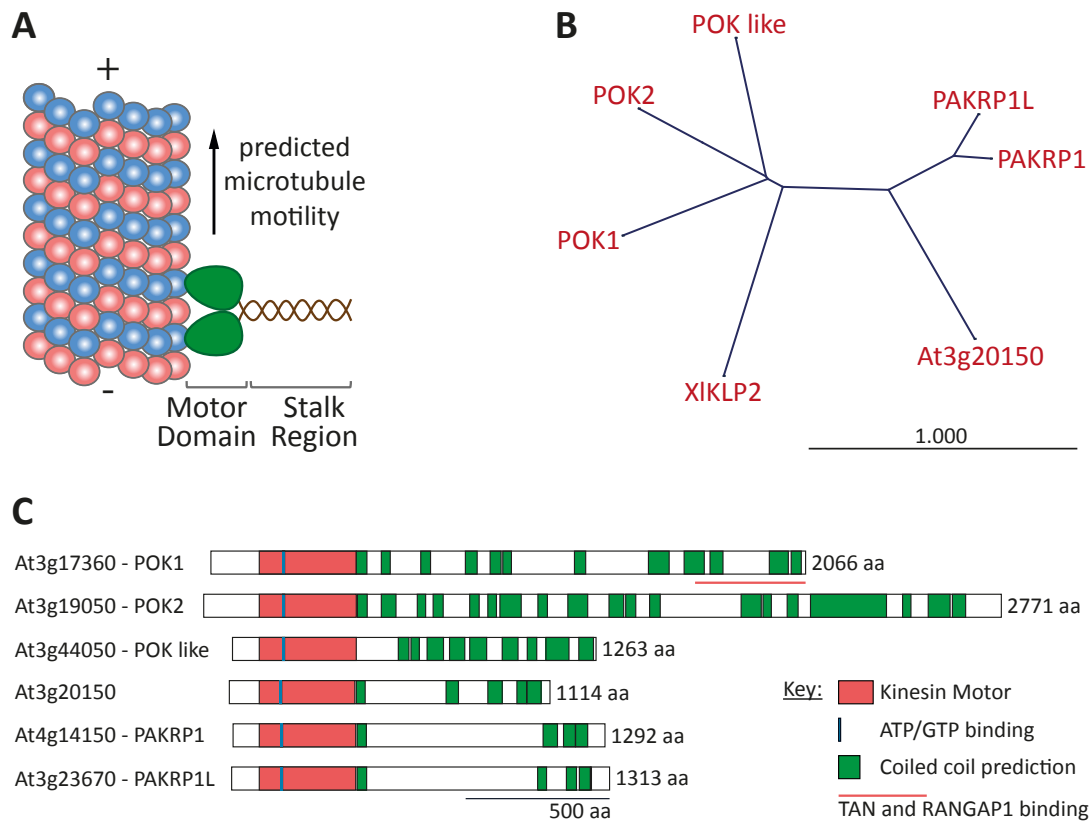 A
+
predicted
microtubule
motility
-
Motor
Domain
Stalk
Region
B
POK like
POK2
PAKRP1L
PAKRP1
POK1
At3g20150
XlKLP2
1.000
C
At3g17360 - POK1
2066 aa
At3g19050 - POK2
2771 aa
At3g44050 - POK like
1263 aa
At3g20150
1114 aa
At4g14150 - PAKRP1
1292 aa
At3g23670 - PAKRP1L
1313 aa
500 aa
Key:
Kinesin Motor
ATP/GTP binding
Coiled coil prediction
TAN and RANGAP1 binding